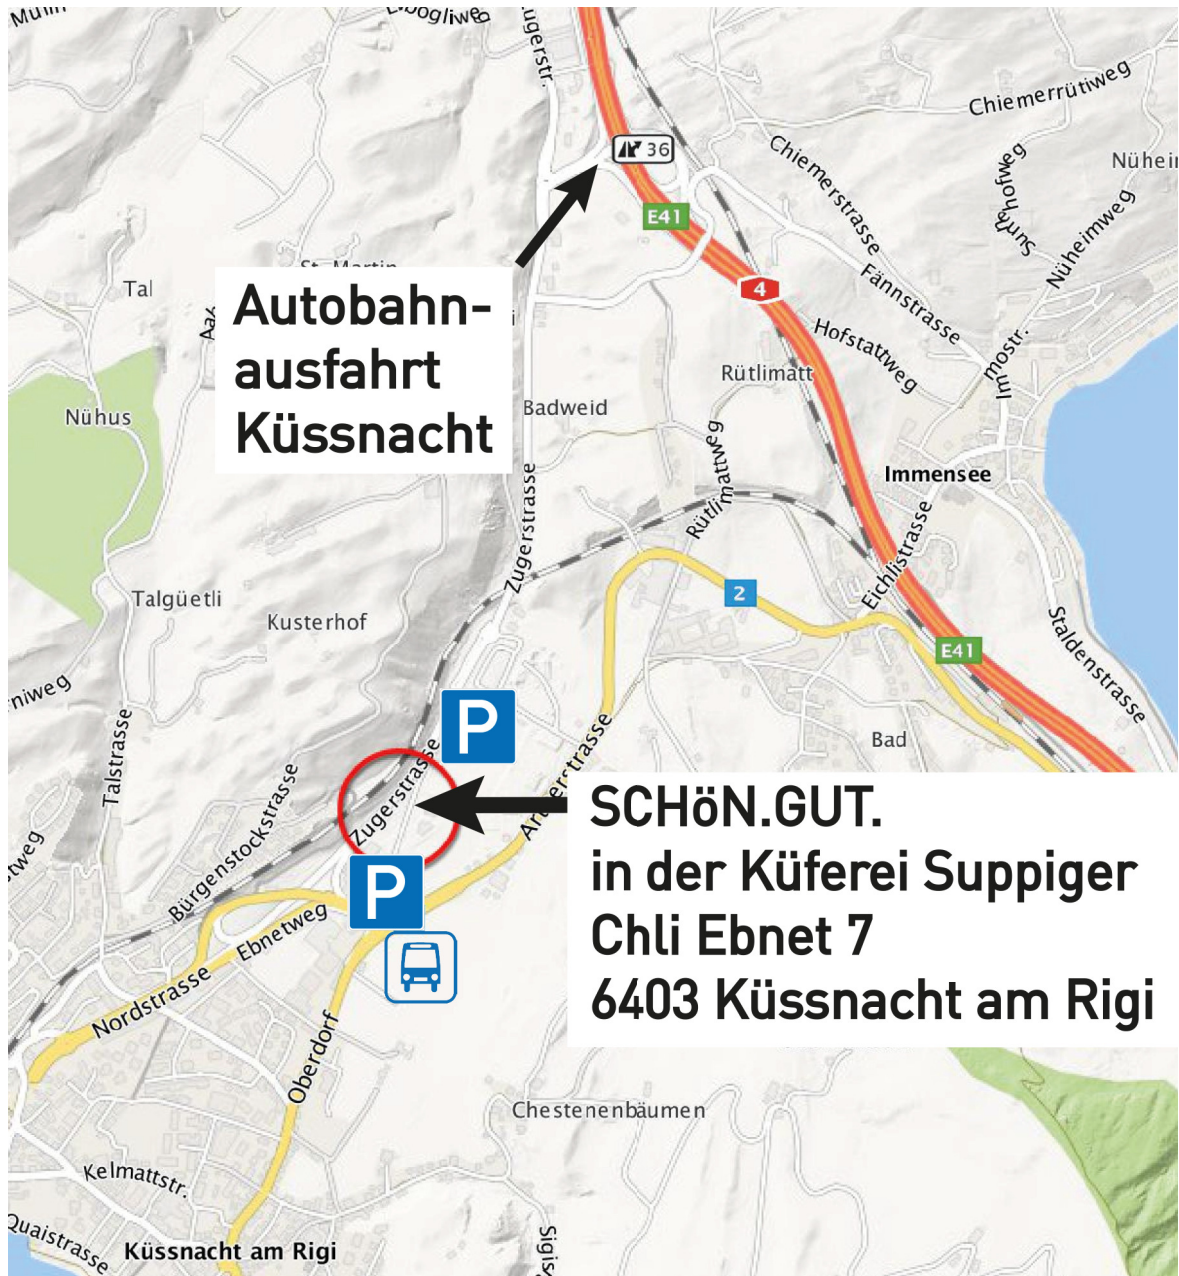 Zugerstr.
Chiemerrütiweg
36
Chiemerstrasse
E41
Nüheimweg
Tal
4
Fännstrasse
Autobahn-
ausfahrt
Küssnacht
Hofstattweg
Immostr.
Rütlimatt
Nühus
Badweid
Rütlimattweg
Immensee
Zugerstrasse
Eichlistrasse
2
Talgüetli
Kusterhof
E41
Staldenstrasse
Talstrasse
P
Bad
Artherstrasse
Zugerstrasse
Bürgenstockstrasse
SCHöN.GUT.
in der Küferei Suppiger
Chli Ebnet 7
6403 Küssnacht am Rigi
P
Ebnetweg
Nordstrasse
Oberdorf
Chestenenbäumen
Kelmattstr.
Quaistrasse
Küssnacht am Rigi